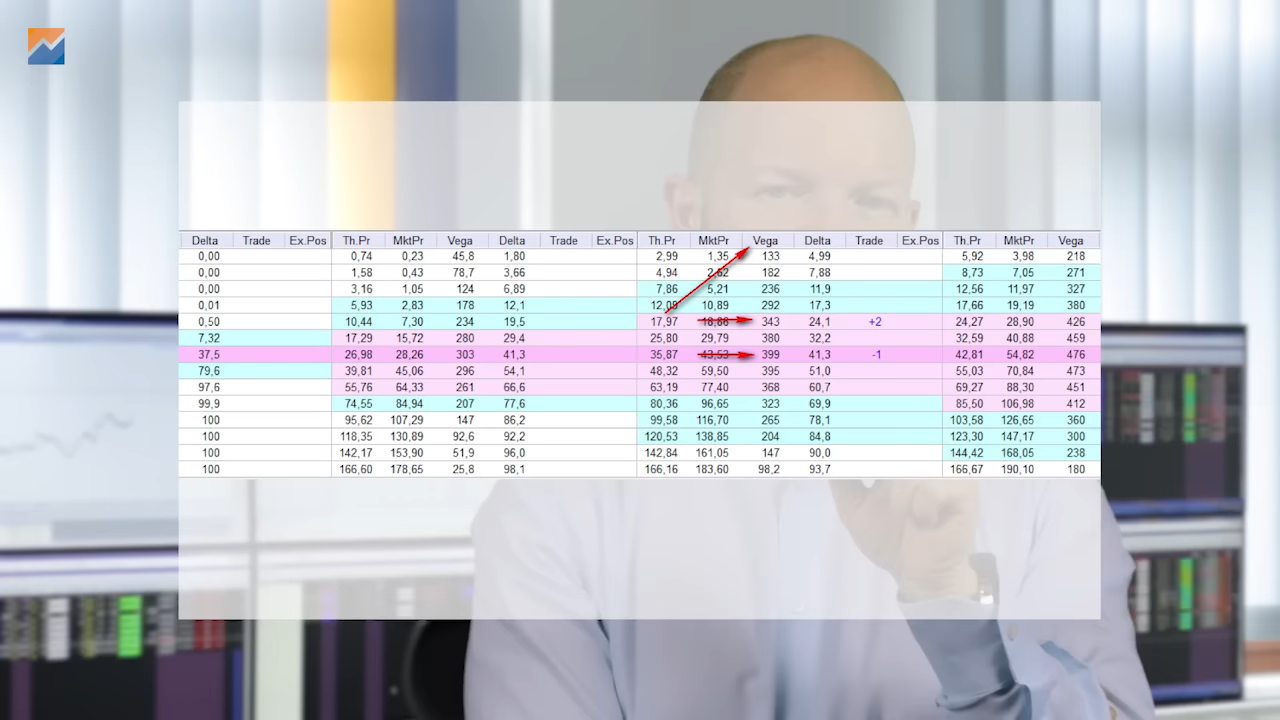 Delta Trade Ex.Pos Th.Pr MktPr Vega Delta Trade Ex.Pos Th.Pr MktPr Vega Delta Trade Ex.Pos Th.Pr MktPr Vega
0,00 0,74 0,23 45,8 1,80 2,99 1,35 133 4,99 5,92 3,98 218
0,00 1,58 0,43 78,7 3,66 4,94 2,62 182 7,88 8,73 7,05 271
0,00 3,16 1,05 124 6,89 7,86 5,21 236 11,9 12,56 11,97 327
0,01 5,93 2,83 178 12,1 10,89 292 17,3 17,66 19,19 380
0,50 10,44 7,30 234 19,5 17,97 18,86 343 24,1 +2 24,27 28,90 426
7,32 17,29 15,72 280 29,4 25,80 29,79 380 32,2 32,59 40,88 459
37,5 26,98 28,26 303 41,3 35,87 43,53 399 41,3 -1 42,81 54,82 476
79,6 39,81 45,06 296 54,1 48,32 59,50 395 51,0 55,03 70,84 473
97,6 55,76 64,33 261 66,6 63,19 77,40 368 60,7 69,27 88,30 451
99,9 74,55 84,94 207 77,6 80,36 96,65 323 69,9 85,50 106,98 412
100 95,62 107,29 147 86,2 99,58 116,70 265 78,1 103,58 126,65 360
100 118,35 130,89 92,6 92,2 120,53 138,85 204 84,8 123,30 147,17 300
100 142,17 153,90 51,9 96,0 142,84 161,05 147 90,0 144,42 168,05 238
100 166,60 178,65 25,8 98,1 166,16 183,60 98,2 93,7 166,67 190,10 180